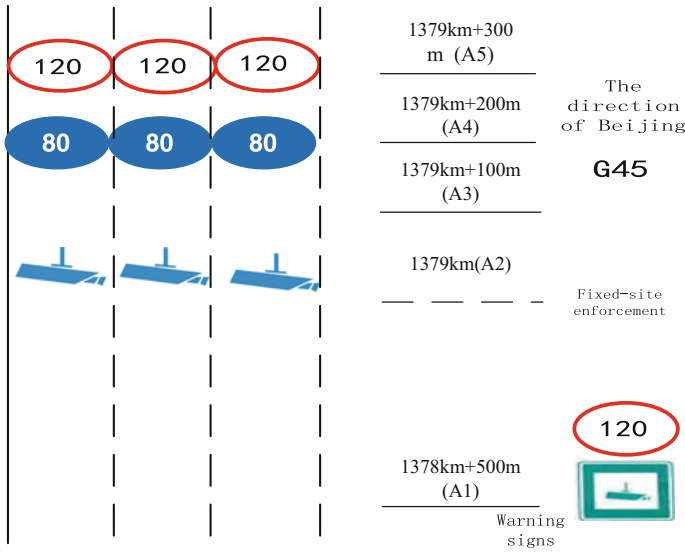 120 120 120
80 80 80
1379km+300
m (A5)
1379km+200m
(A4)
1379km+100m
(A3)
1379km(A2)
1378km+500m
(A1)
The
direction
of Beijing
G45
Fixed-site
enforcement
120
Warning
signs